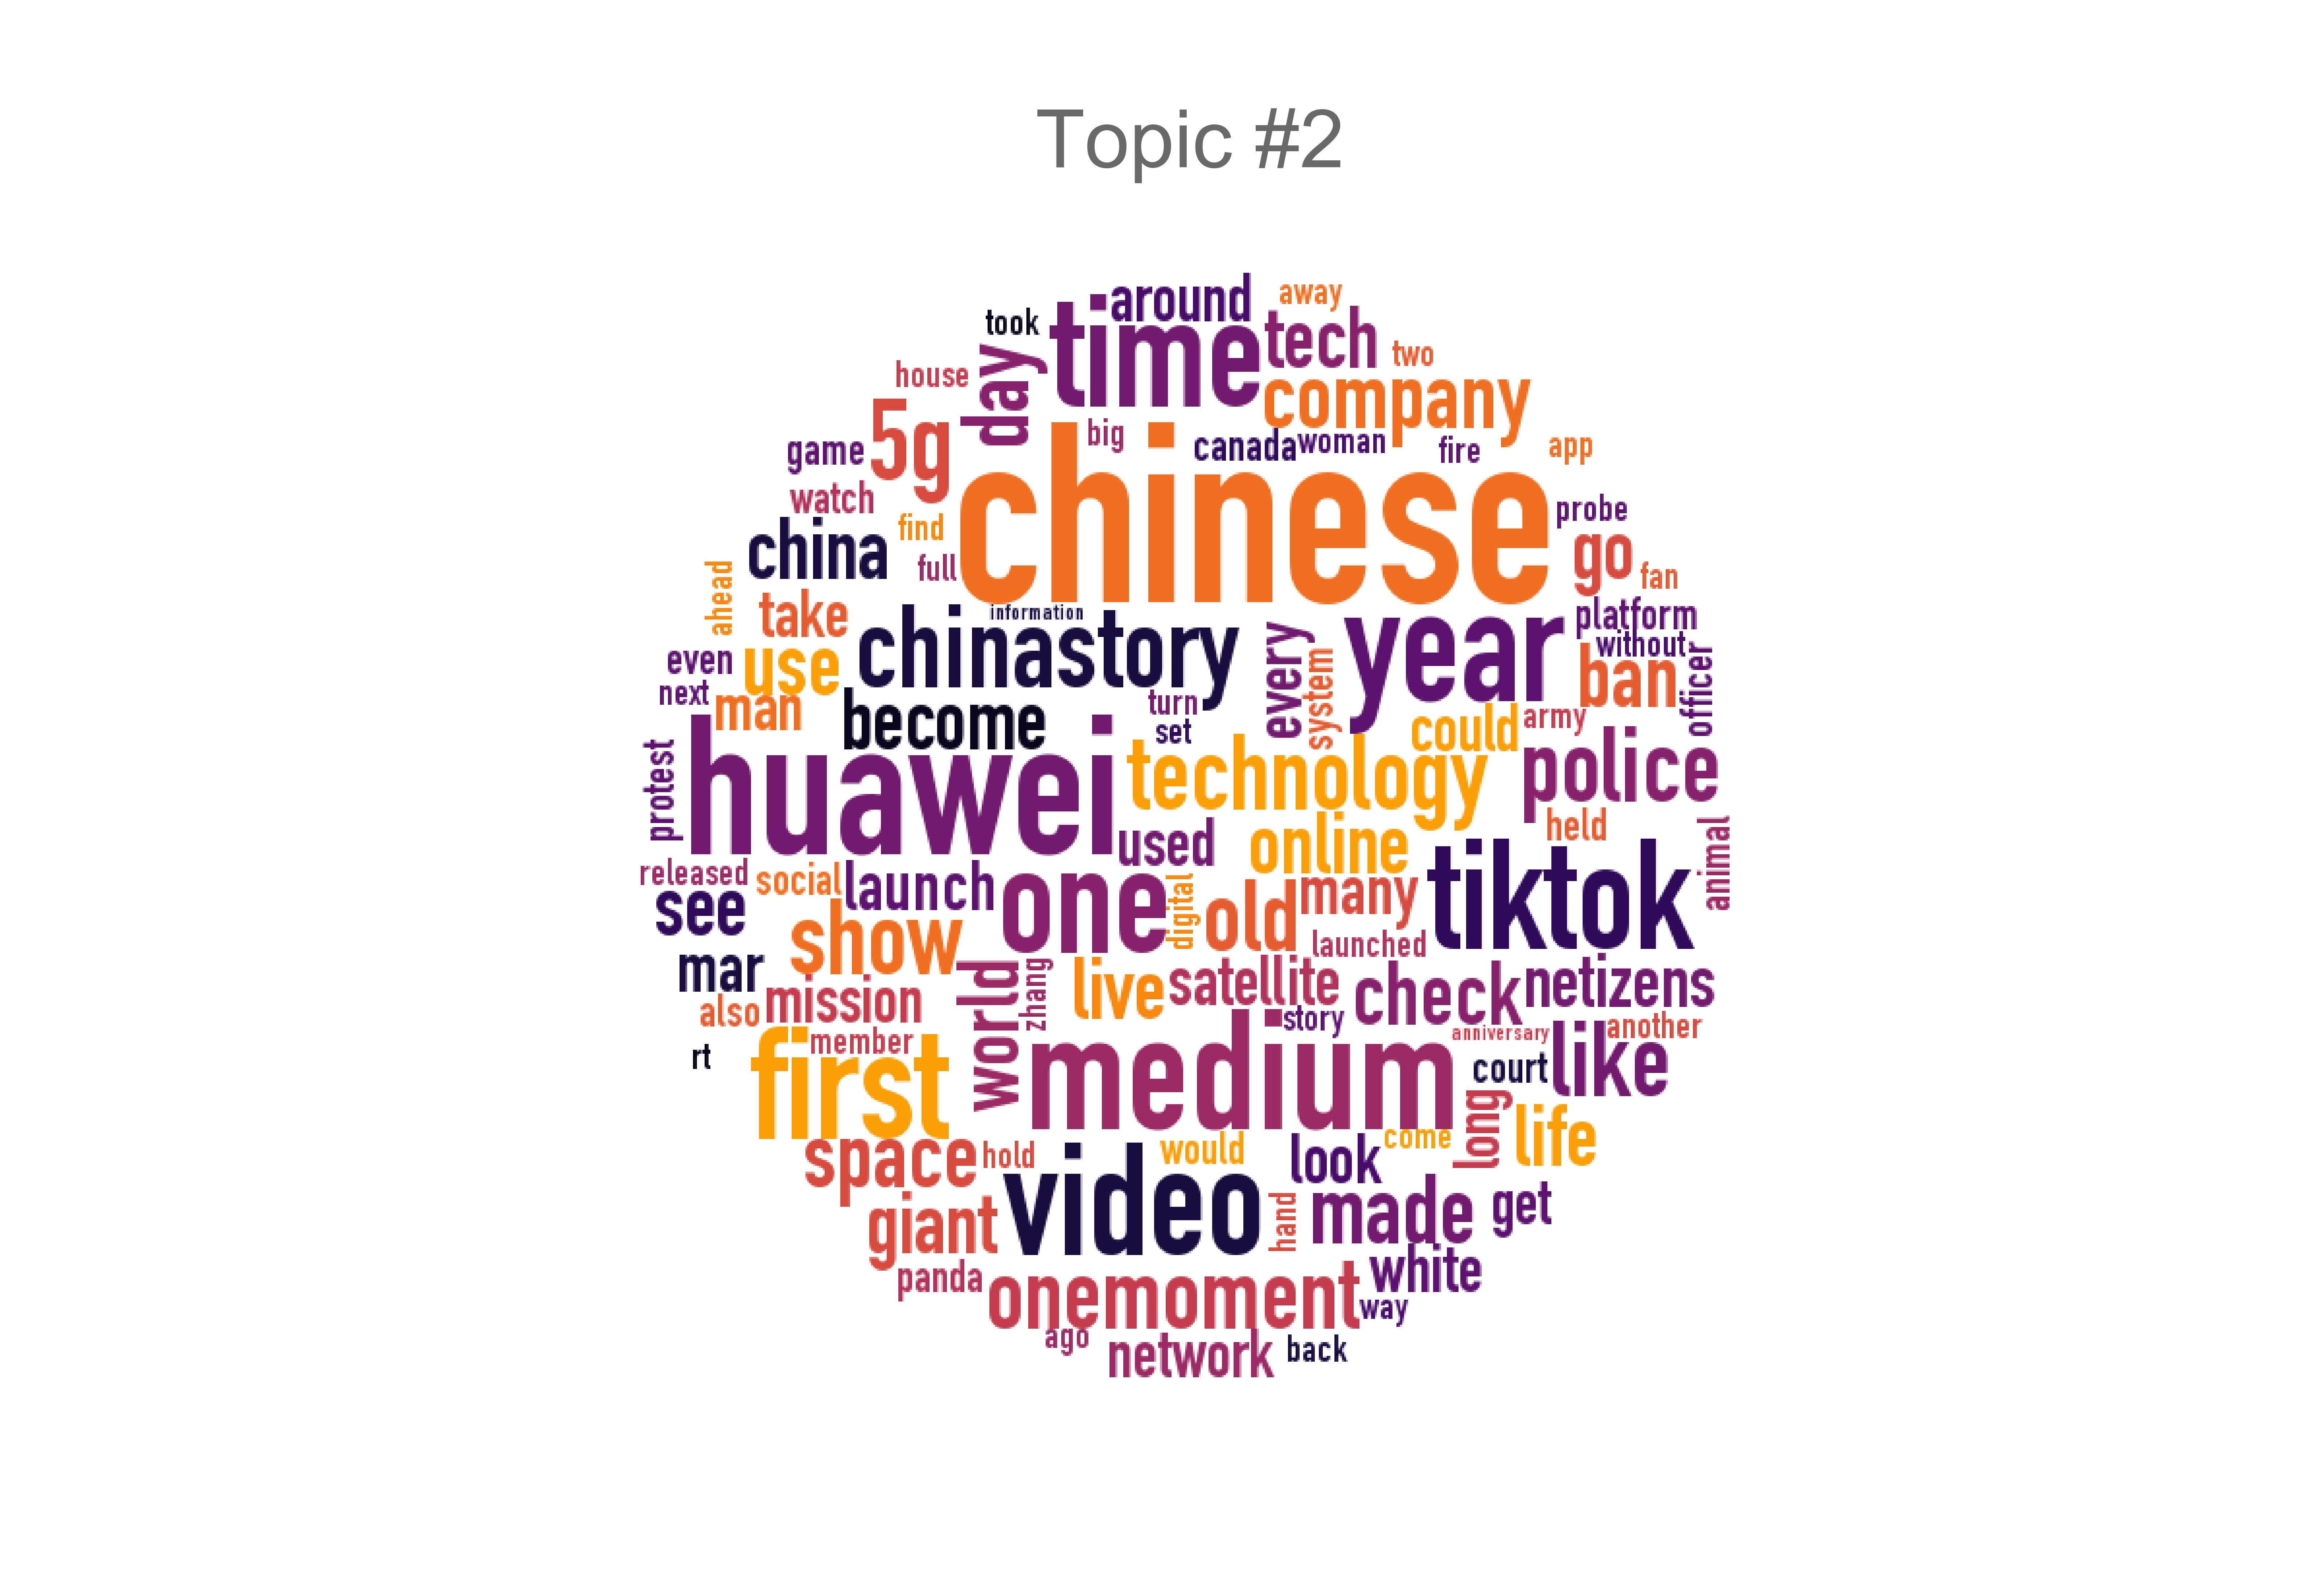 Topic #2
around
away
took
time
tech
two
house
day
company
5g
big
canada
woman
fire
app
game
chinese
watch
probe
china
find
go
full
fan
ahead
take
information
platform
chinastory
year
every
without
even
use
system
ban
officer
next
man
become
turn
set
could
army
protest
huawei
technology
police
used
online
held
animal
released
social
launch
one
digital
old
many
tiktok
see
show
launched
mar
mission
world
zhang
live
satellite
check
netizens
also
story
anniversary
another
rt
member
first
medium
court
like
long
space
hold
would
look
come
life
giant
video
hand
made
get
panda
onemoment
white
way
ago
network
back